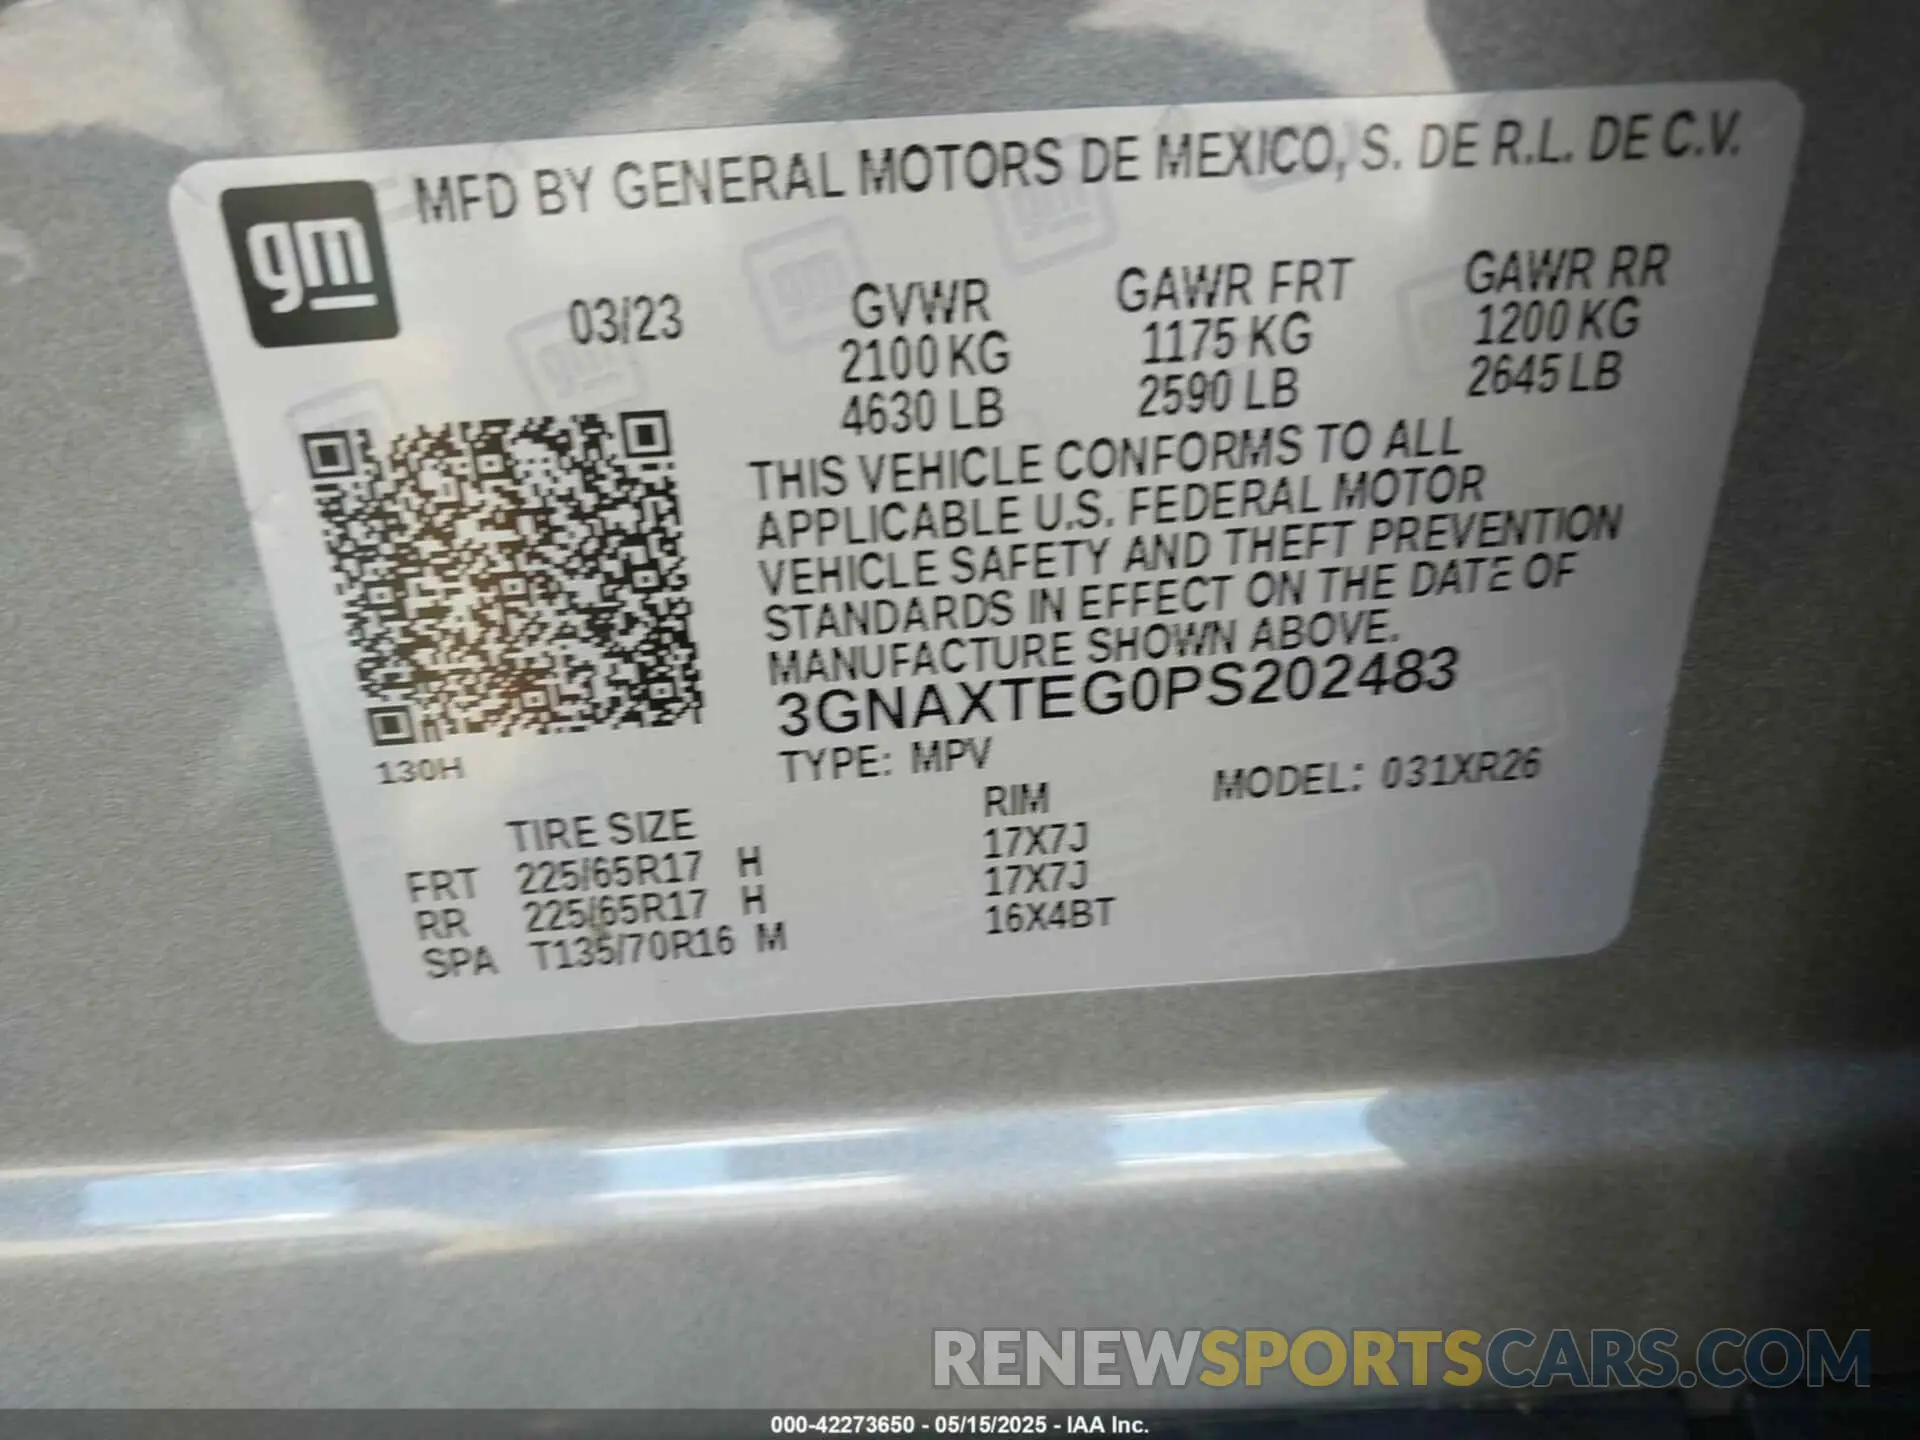 gm
MFD BY GENERAL MOTORS DE MEXICO, S. DE R.L. DE C.V.
03/23
GVWR
2100 KG
4630 LB
GAWR FRT
1175 KG
2590 LB
GAWR RR
1200 KG
2645 LB
THIS VEHICLE CONFORMS TO ALL
APPLICABLE U.S. FEDERAL MOTOR
VEHICLE SAFETY AND THEFT PREVENTION
STANDARDS IN EFFECT ON THE DATE OF
MANUFACTURE SHOWN ABOVE.
3GNAXTEG0PS202483
130H
TYPE: MPV
MODEL: 031XR26
TIRE SIZE RIM
FRT 225/65R17 H 17X7J
RR 225/65R17 H 17X7J
SPA T135/70R16 M 16X4BT
RENEWSPORTSCARS.COM
000-42273650 - 05/15/2025 - IAA Inc.